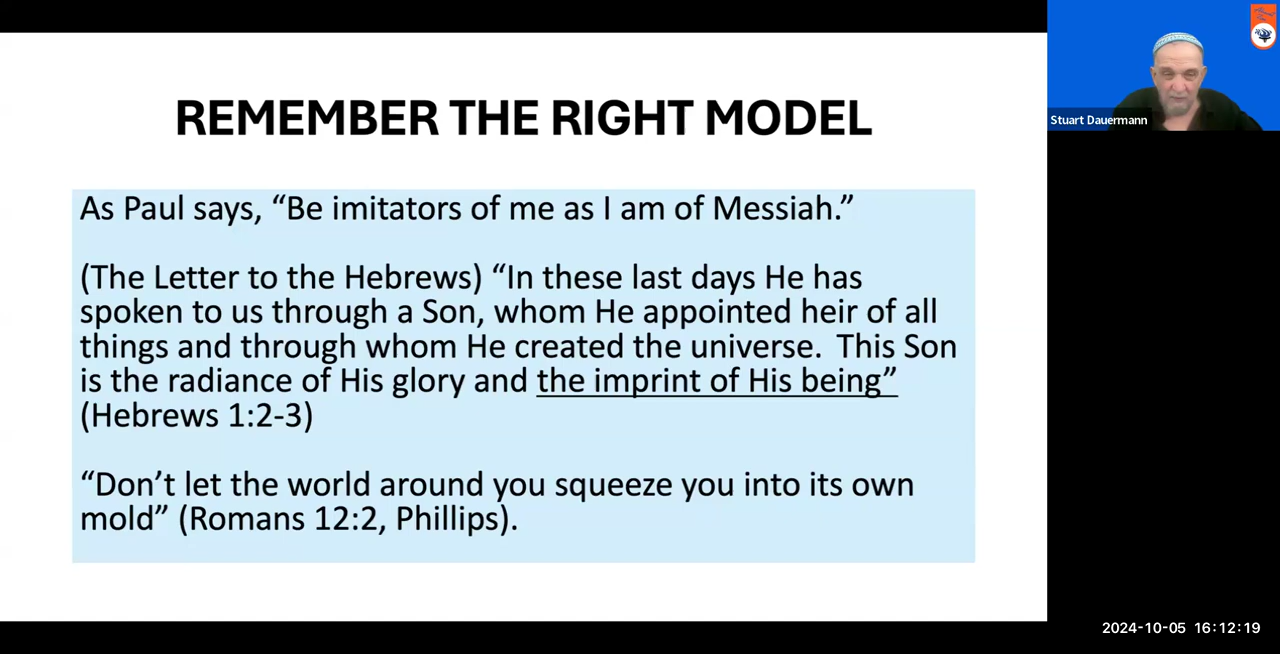 REMEMBER THE RIGHT MODEL
As Paul says, “Be imitators of me as I am of Messiah.”
(The Letter to the Hebrews) “In these last days He has
spoken to us through a Son, whom He appointed heir of all
things and through whom He created the universe.  This Son
is the radiance of His glory and the imprint of His being”
(Hebrews 1:2-3)
“Don’t let the world around you squeeze you into its own
mold” (Romans 12:2, Phillips).
Stuart Dauermann
2024-10-05 16:12:19